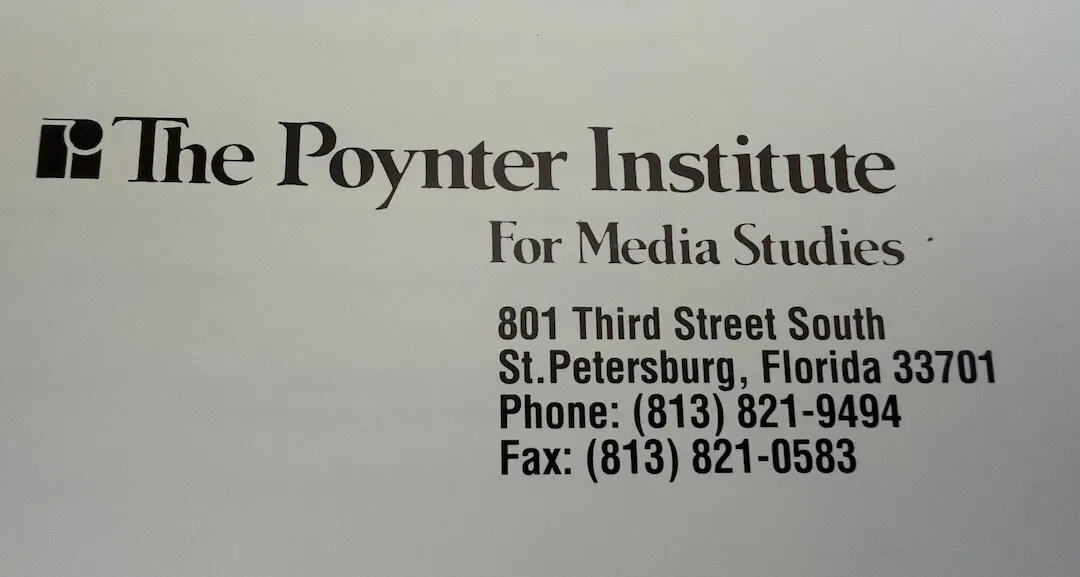 The Poynter Institute
For Media Studies
801 Third Street South
St.Petersburg, Florida 33701
Phone: (813) 821-9494
Fax: (813) 821-0583